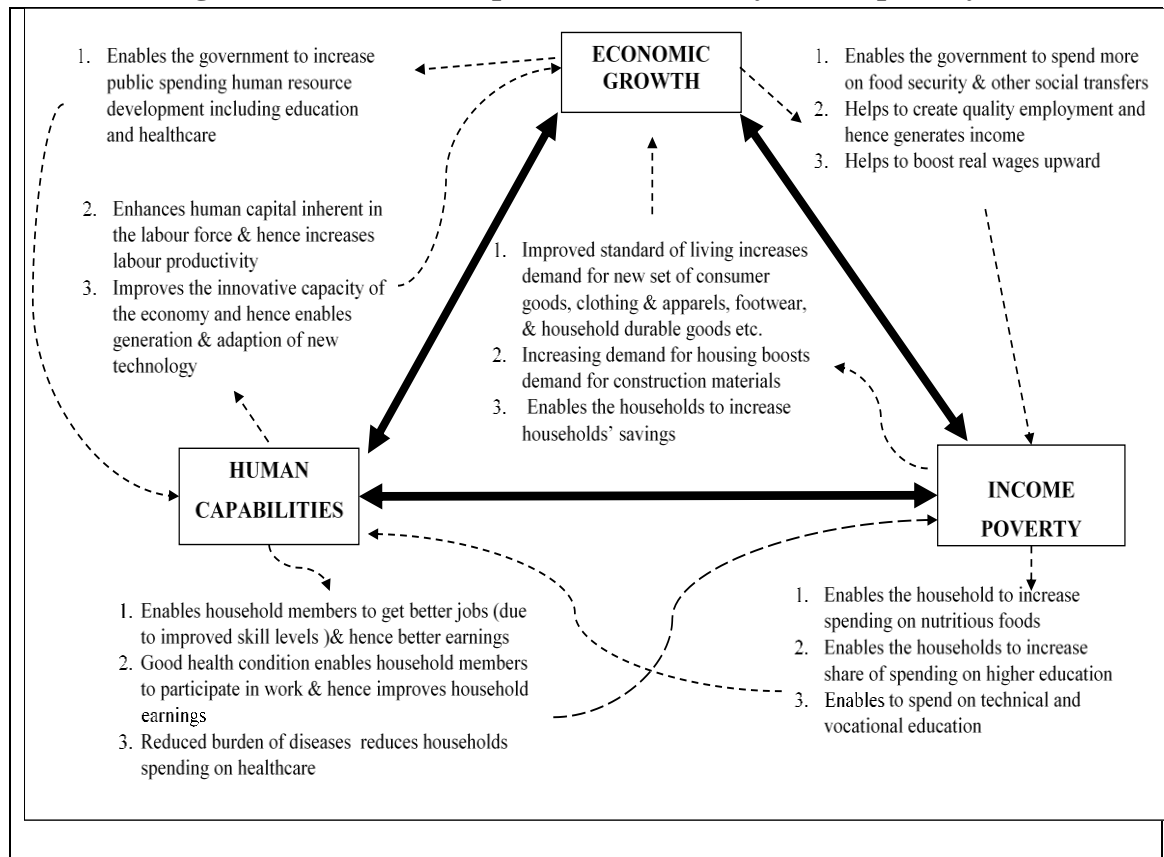 1. Enables the government to increase
public spending human resource
development including education
and healthcare
ECONOMIC
GROWTH
1. Enables the government to spend more
on food security & other social transfers
2. Helps to create quality employment and
hence generates income
3. Helps to boost real wages upward
2. Enhances human capital inherent in
the labour force & hence increases
labour productivity
3. Improves the innovative capacity of
the economy and hence enables
generation & adaption of new
technology
1. Improved standard of living increases
demand for new set of consumer
goods, clothing & apparels, footwear,
& household durable goods etc.
2. Increasing demand for housing boosts
demand for construction materials
3. Enables the households to increase
households' savings
HUMAN
CAPABILITIES
INCOME
POVERTY
1. Enables household members to get better jobs (due
to improved skill levels )& hence better earnings
2. Good health condition enables household members
to participate in work & hence improves household
earnings
3. Reduced burden of diseases reduces households
spending on healthcare
1. Enables the household to increase
spending on nutritious foods
2. Enables the households to increase
share of spending on higher education
3. Enables to spend on technical and
vocational education